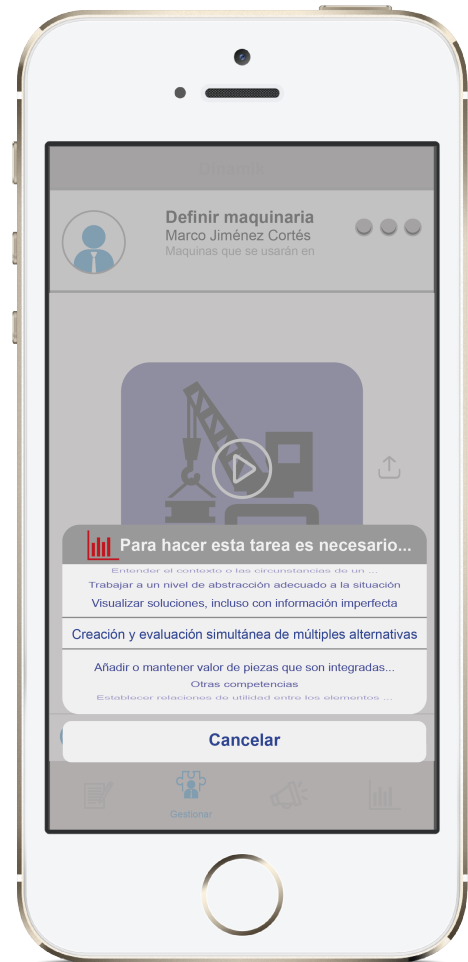 Dinamik
Definir maquinaria
Marco Jiménez Cortés
Maquinas que se usarán en
Para hacer esta tarea es necesario...
Entender el contexto o las circunstancias de un ...
Trabajar a un nivel de abstracción adecuado a la situación
Visualizar soluciones, incluso con información imperfecta
Creación y evaluación simultánea de múltiples alternativas
Añadir o mantener valor de piezas que son integradas...
Otras competencias
Establecer relaciones de utilidad entre los elementos ...
Cancelar
Gestionar